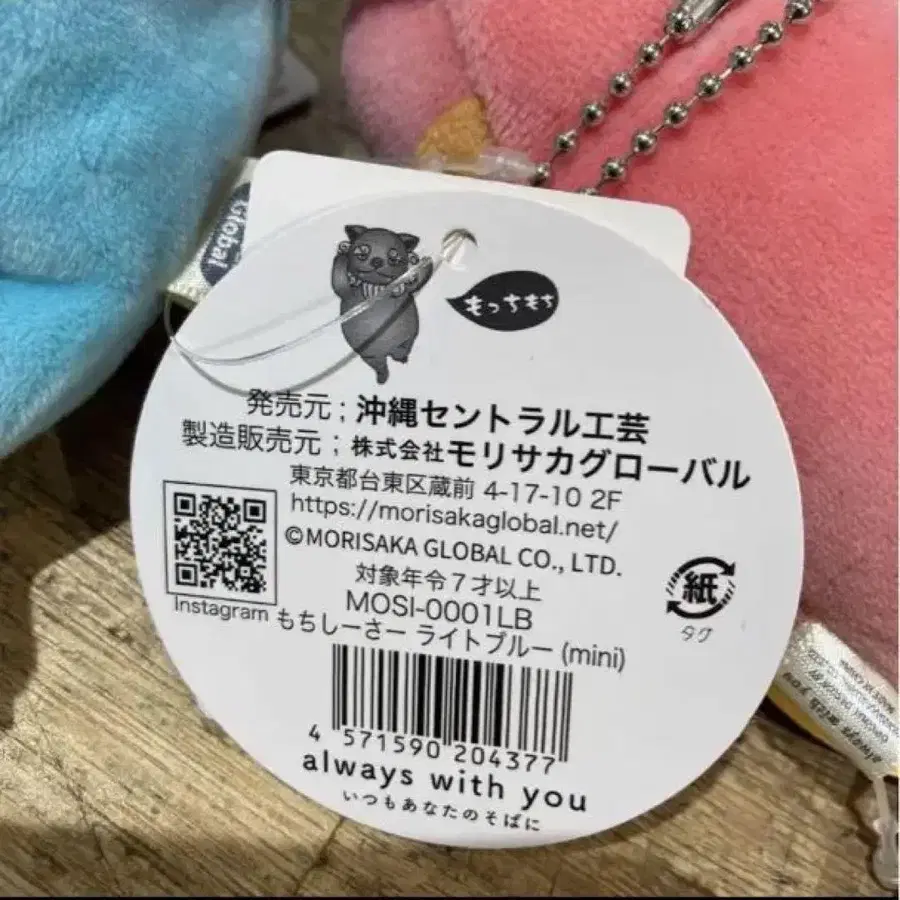 Global
もっちもち
発売元 ; 沖縄セントラル工芸
製造販売元 ; 株式会社モリサカグローバル
東京都台東区蔵前 4-17-10 2F
https://morisakaglobal.net/
©MORISAKA GLOBAL CO., LTD.
対象年令7才以上
MOSI-0001LB
もちしーさー ライトブルー (mini)
Instagram
紙
タグ
4 571590 204377
always with you
いつもあなたのそばに